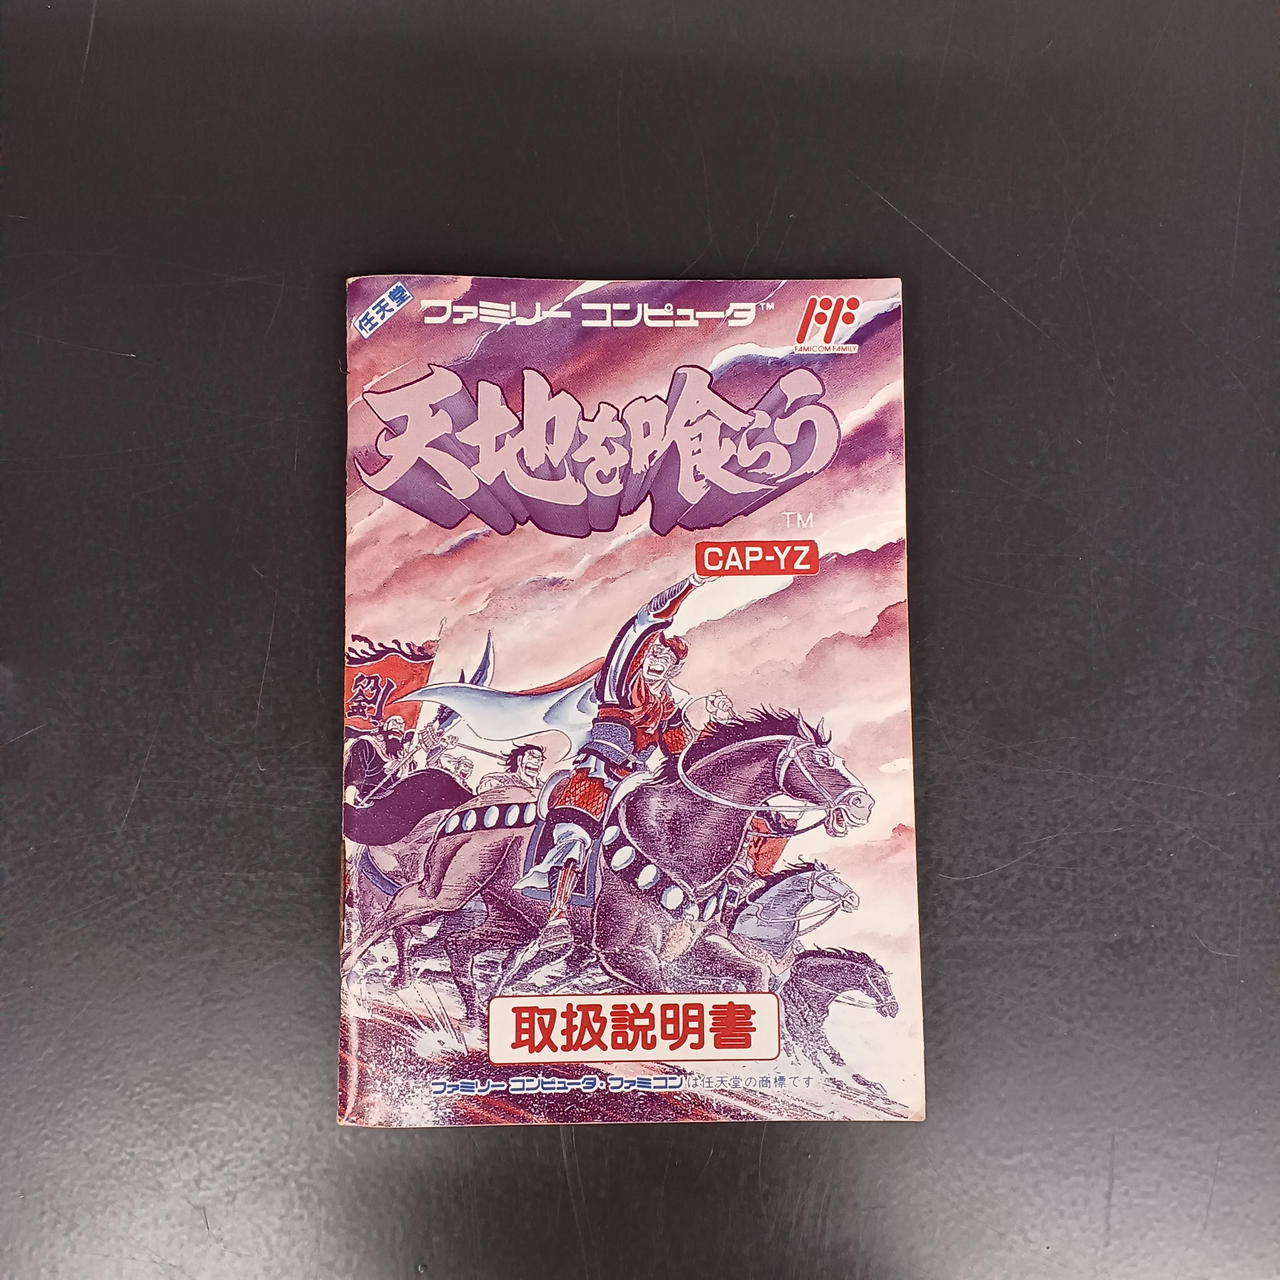 任天堂
ファミリー コンピュータ™
FAMICOM FAMILY
天地を喰らう
TM
CAP-YZ
劉
取扱説明書
ファミリー コンピュータ・ファミコンは任天堂の商標です